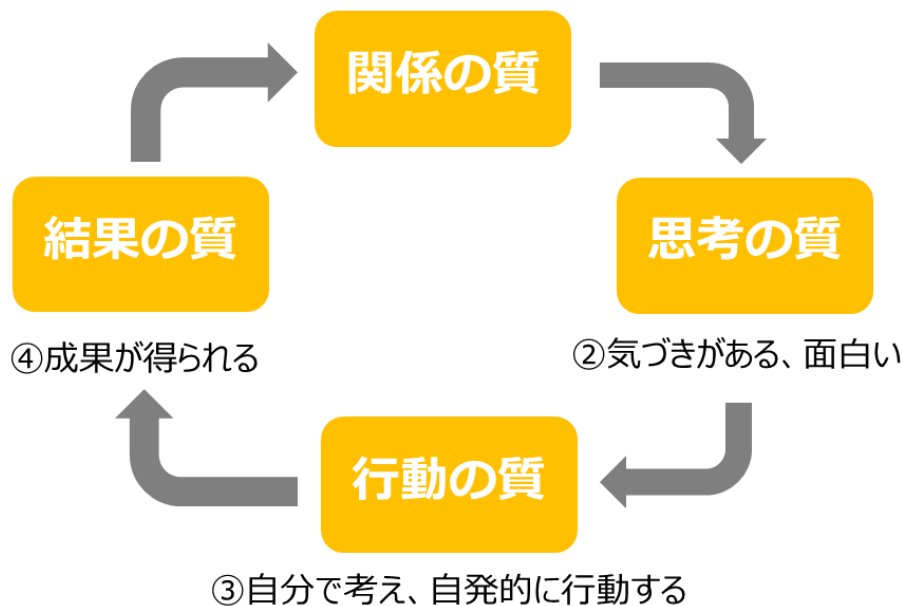 関係の質
思考の質
②気づきがある、面白い
行動の質
③自分で考え、自発的に行動する
結果の質
④成果が得られる